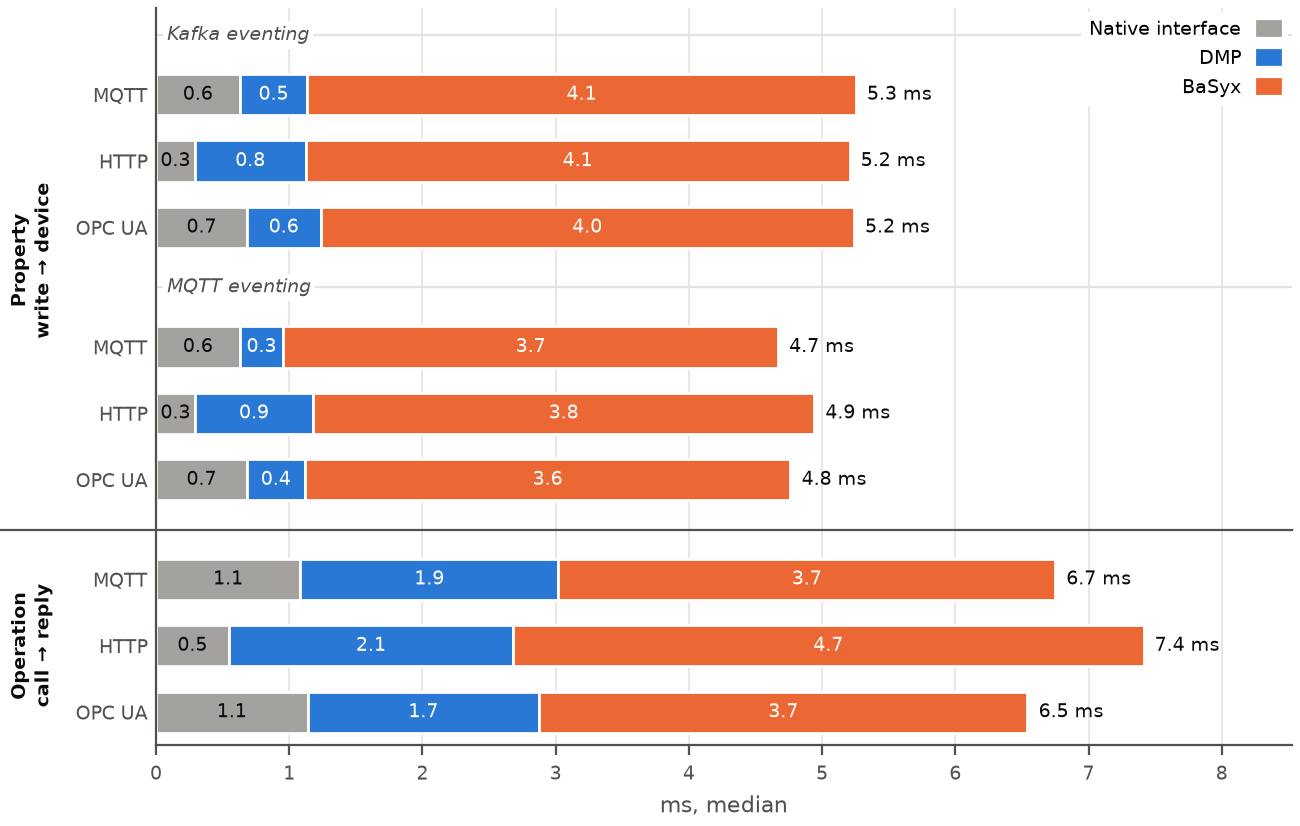 Kafka eventing
Native interface
DMP
BaSyx
MQTT 0.6 0.5 4.1 5.3 ms
HTTP 0.3 0.8 4.1 5.2 ms
OPC UA 0.7 0.6 4.0 5.2 ms
Property
write → device
MQTT eventing
MQTT 0.6 0.3 3.7 4.7 ms
HTTP 0.3 0.9 3.8 4.9 ms
OPC UA 0.7 0.4 3.6 4.8 ms
MQTT 1.1 1.9 3.7 6.7 ms
HTTP 0.5 2.1 4.7 7.4 ms
OPC UA 1.1 1.7 3.7 6.5 ms
Operation
call → reply
0 1 2 3 4 5 6 7 8
ms, median